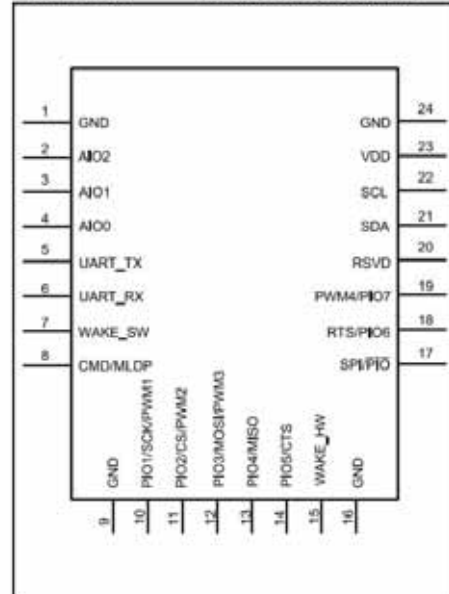 1 GND
2 AIO2
3 AIO1
4 AIO0
5 UART_TX
6 UART_RX
7 WAKE_SW
8 CMD/MLDP
GND 24
VDD 23
SCL 22
SDA 21
RSVD 20
PWM4/PIO7 19
RTS/PIO6 18
SPI/PIO 17
GND 9
PIO1/SCK/PWM1 10
PIO2/CS/PWM2 11
PIO3/MOSI/PWM3 12
PIO4/MISO 13
PIO5/CTS 14
WAKE_HW 15
GND 16